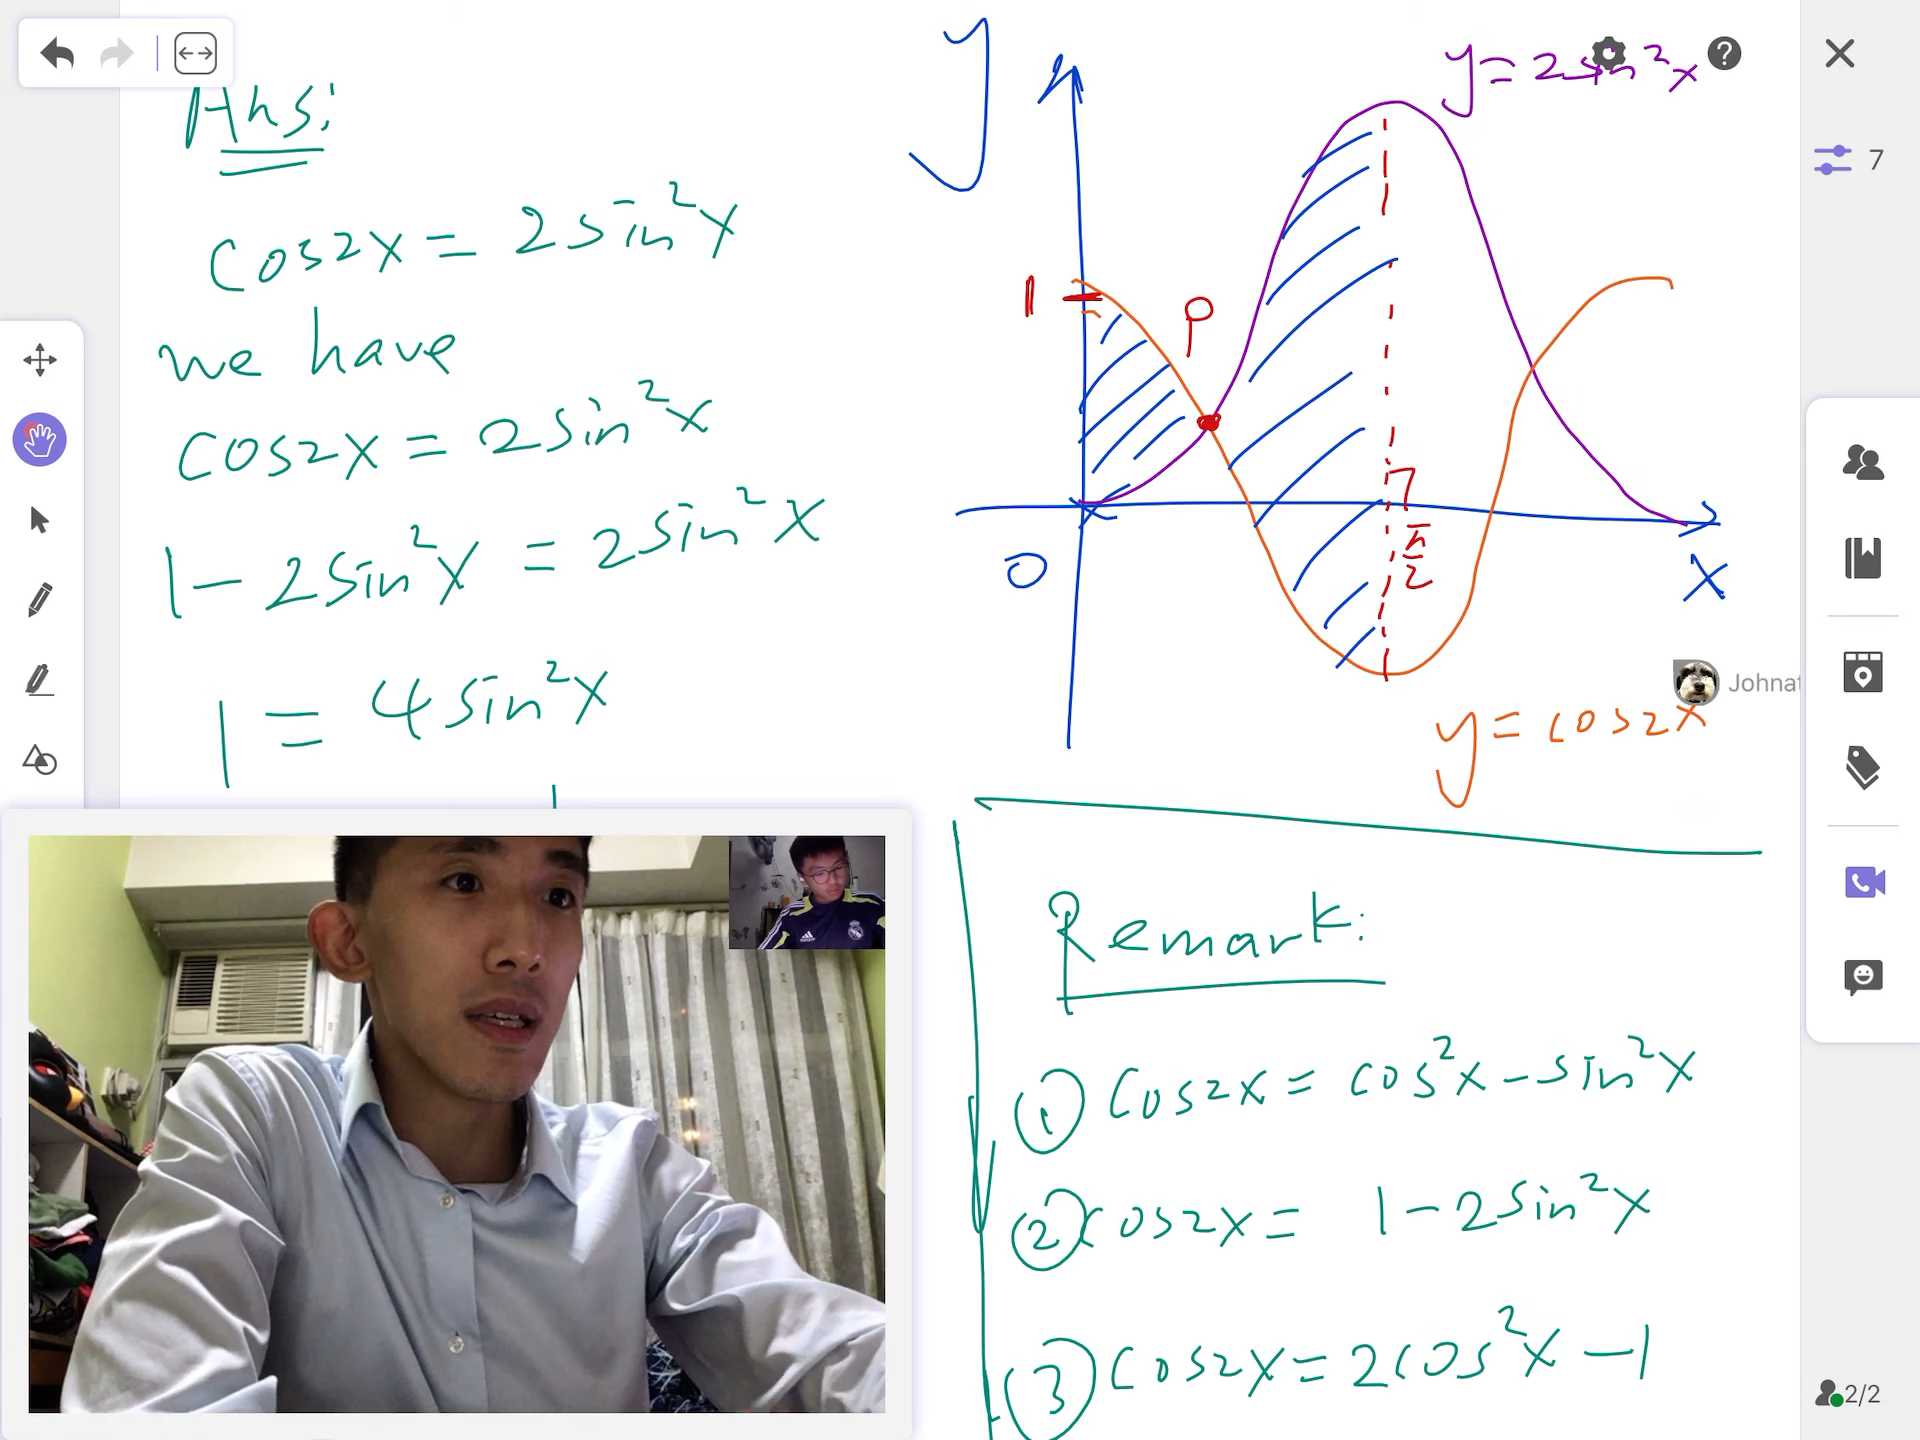 Ans:
cos2x = 2sin²x
we have
cos2x = 2sin²x
1 - 2sin²x = 2sin²x
1 = 4sin²x
y
y = 2sin²x
1
P
π/2
O
x
y = cos2x
Remark:
① cos2x = cos²x - sin²x
② cos2x = 1 - 2sin²x
③ cos2x = 2cos²x - 1
7
Johna
2/2
adidas